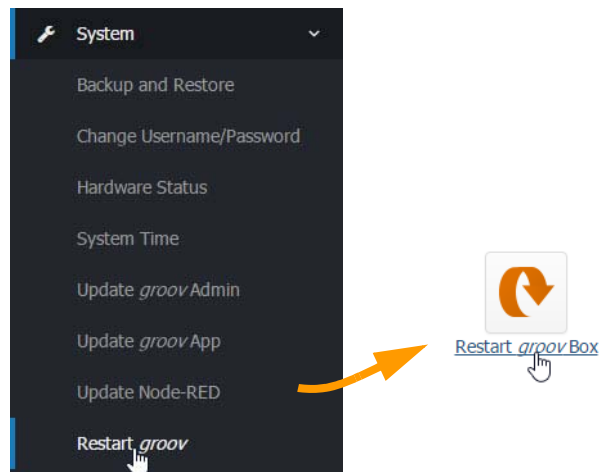 System
Backup and Restore
Change Username/Password
Hardware Status
System Time
Update groov Admin
Update groov App
Update Node-RED
Restart groov
Restart groov Box